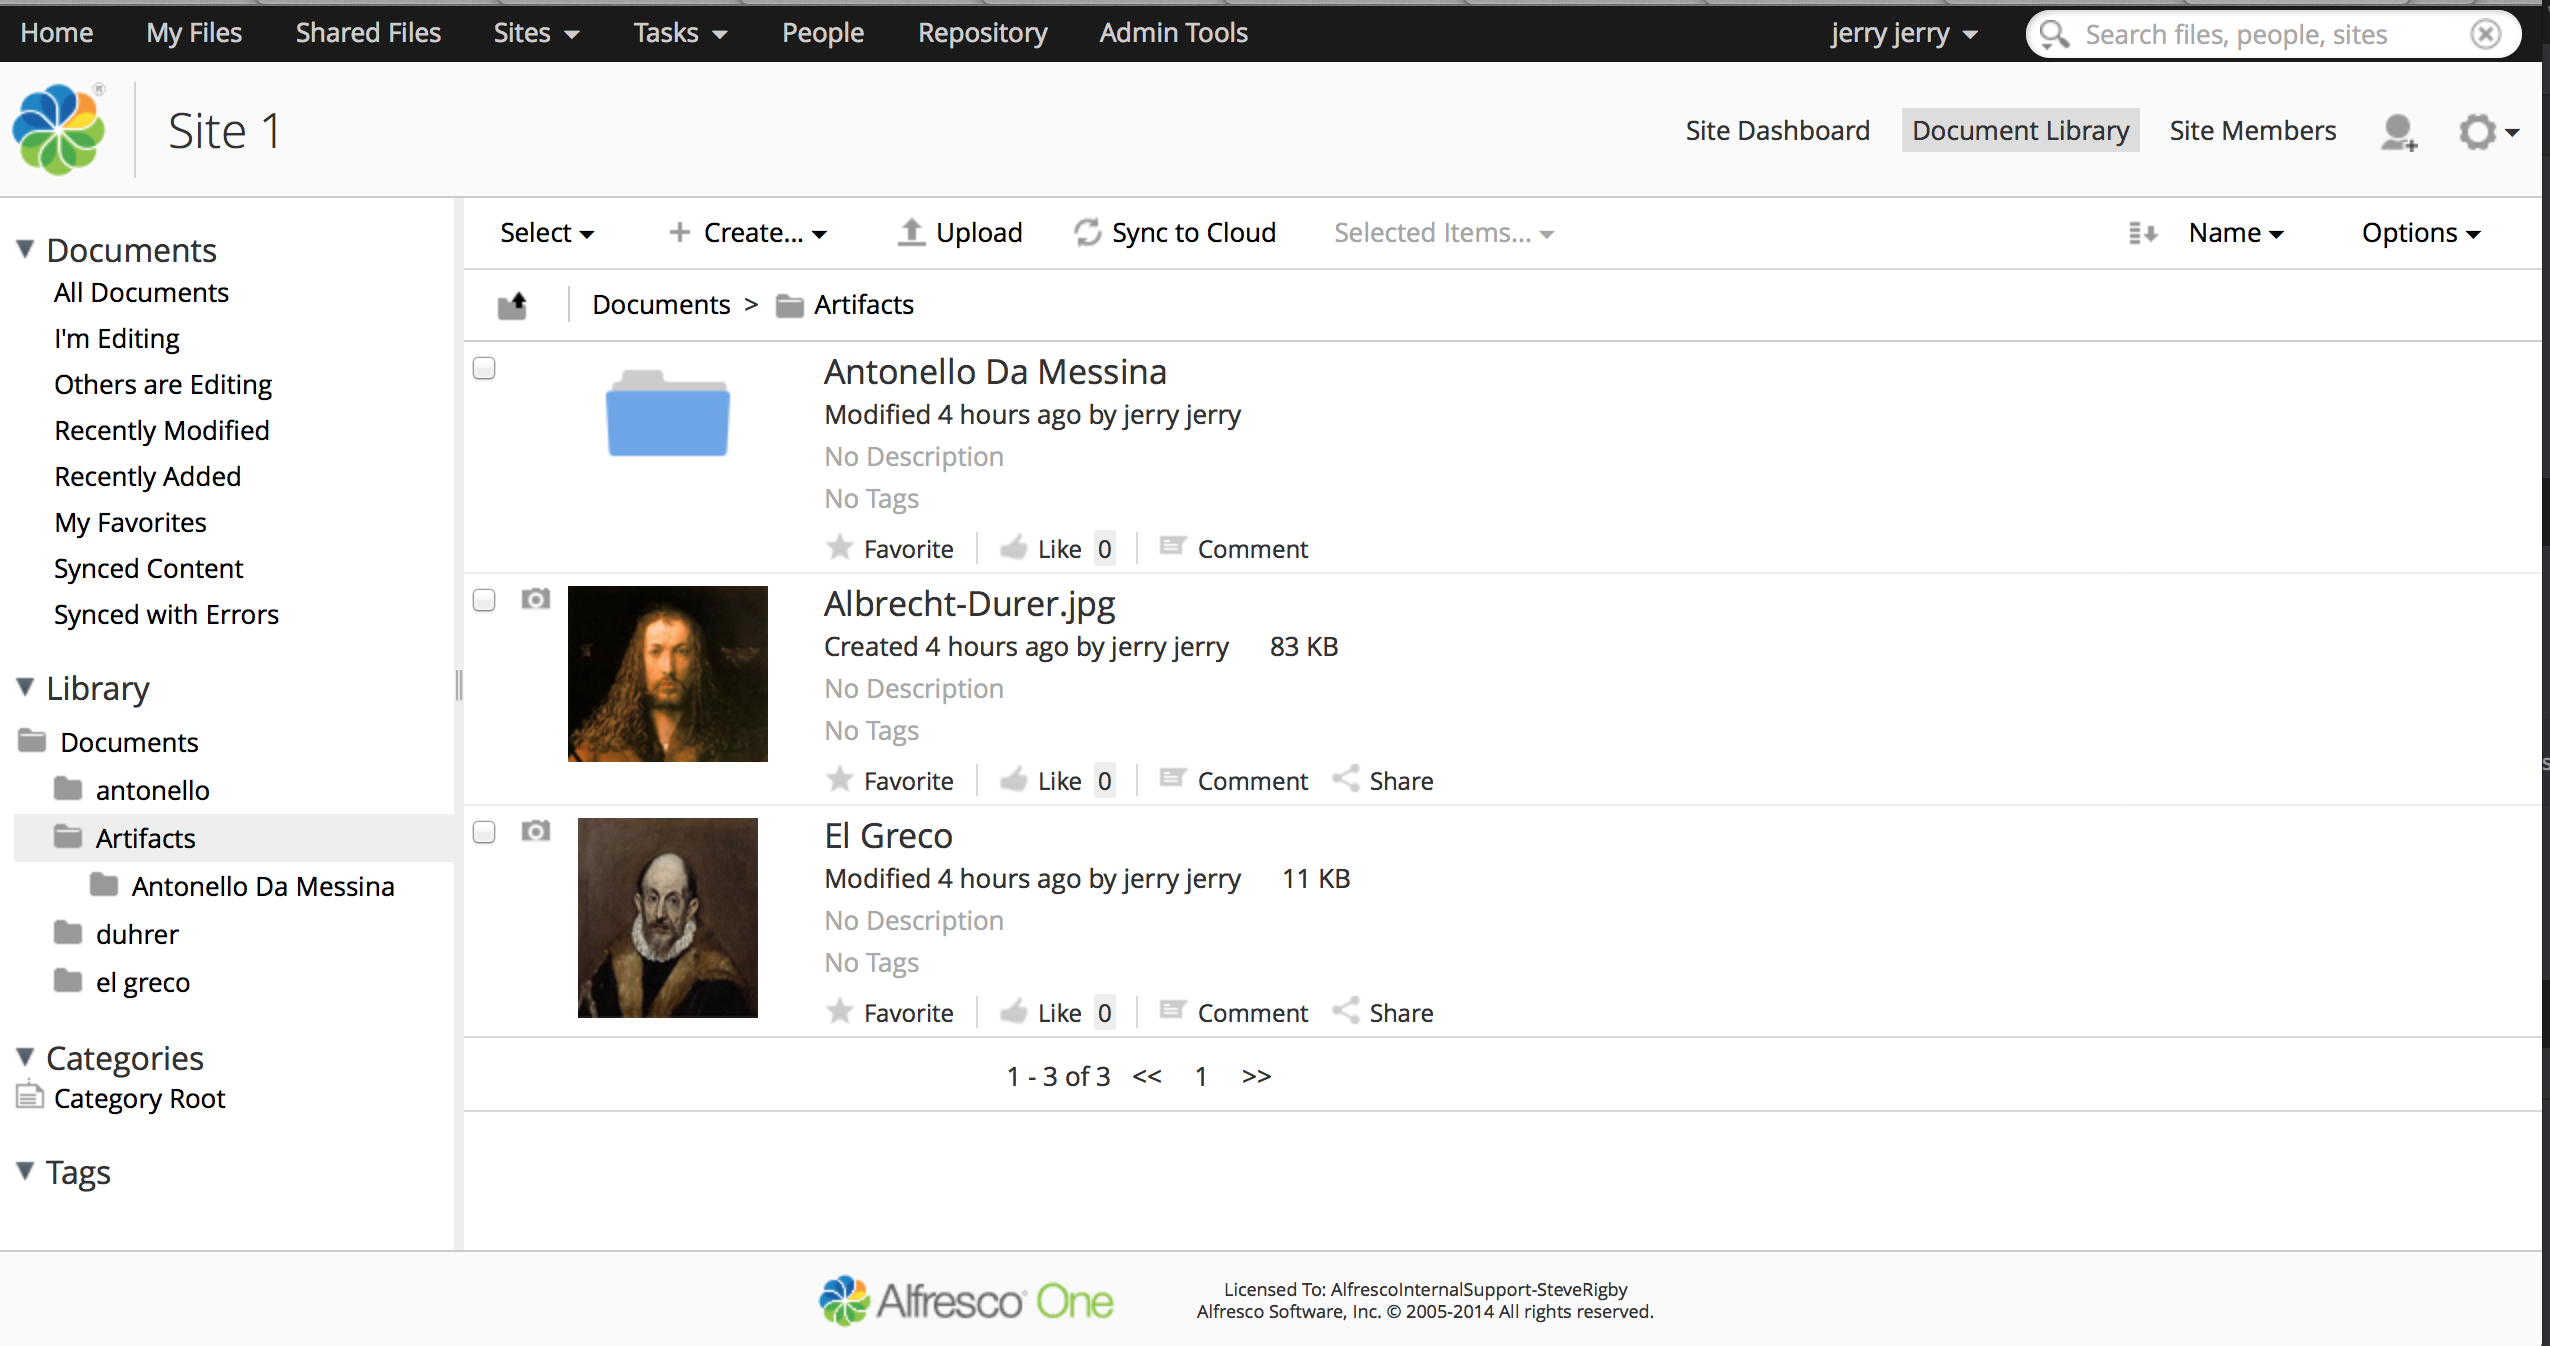 Home My Files Shared Files Sites Tasks People Repository Admin Tools jerry jerry Search files, people, sites
Site 1 Site Dashboard Document Library Site Members
Select Create... Upload Sync to Cloud Selected Items... Name Options
Documents > Artifacts
Documents
All Documents
I'm Editing
Others are Editing
Recently Modified
Recently Added
My Favorites
Synced Content
Synced with Errors
Library
Documents
antonello
Artifacts
Antonello Da Messina
duhrer
el greco
Categories
Category Root
Tags
Antonello Da Messina
Modified 4 hours ago by jerry jerry
No Description
No Tags
Favorite Like 0 Comment
Albrecht-Durer.jpg
Created 4 hours ago by jerry jerry 83 KB
No Description
No Tags
Favorite Like 0 Comment Share
El Greco
Modified 4 hours ago by jerry jerry 11 KB
No Description
No Tags
Favorite Like 0 Comment Share
1 - 3 of 3 << 1 >>
Alfresco One
Licensed To: AlfrescoInternalSupport-SteveRigby
Alfresco Software, Inc. © 2005-2014 All rights reserved.